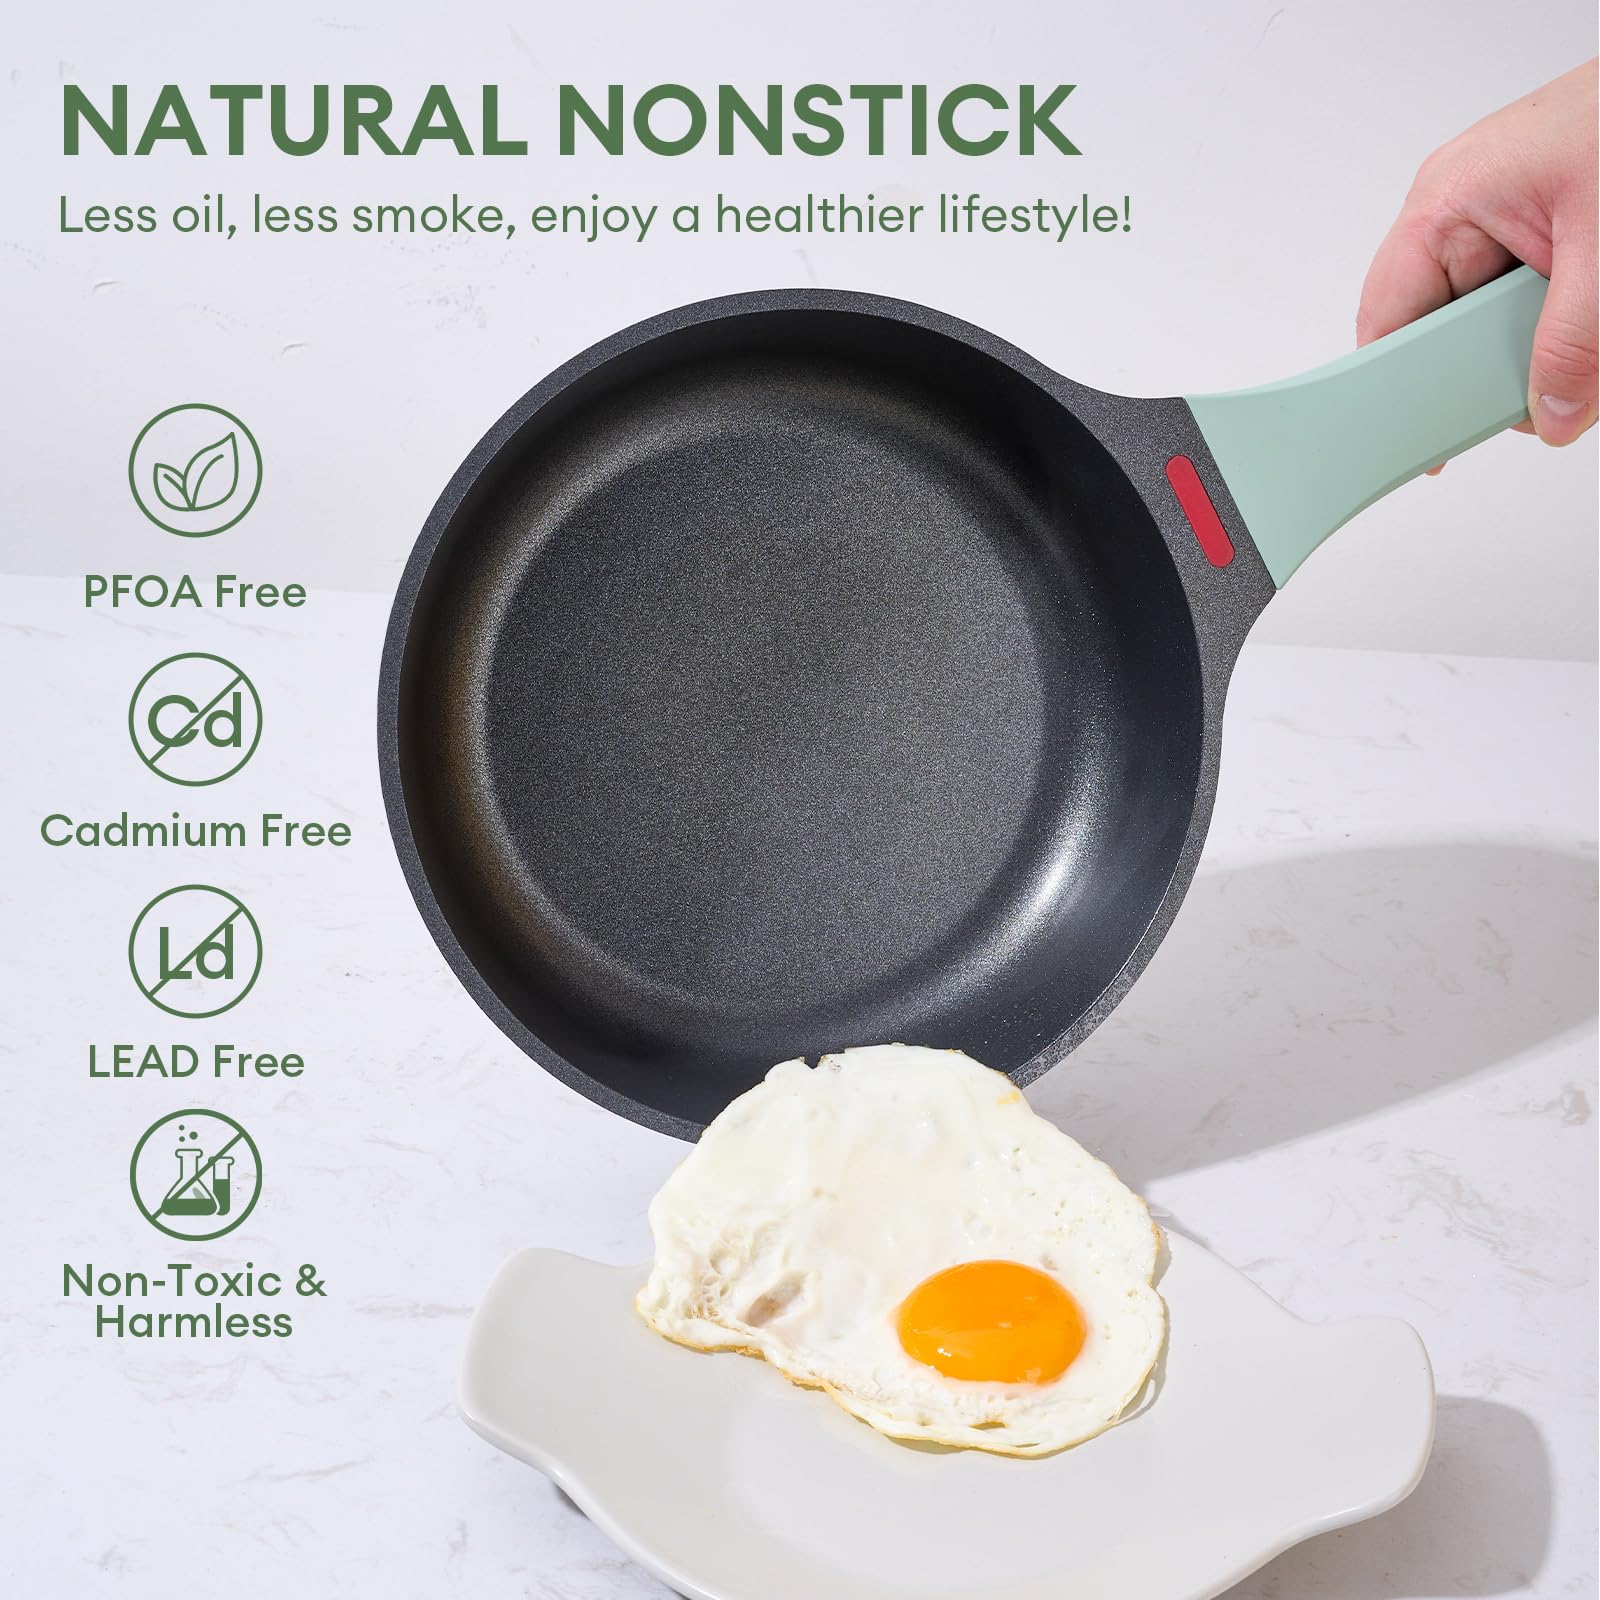 NATURAL NONSTICK
Less oil, less smoke, enjoy a healthier lifestyle!
PFOA Free
Cd
Cadmium Free
Ld
LEAD Free
Non-Toxic &
Harmless